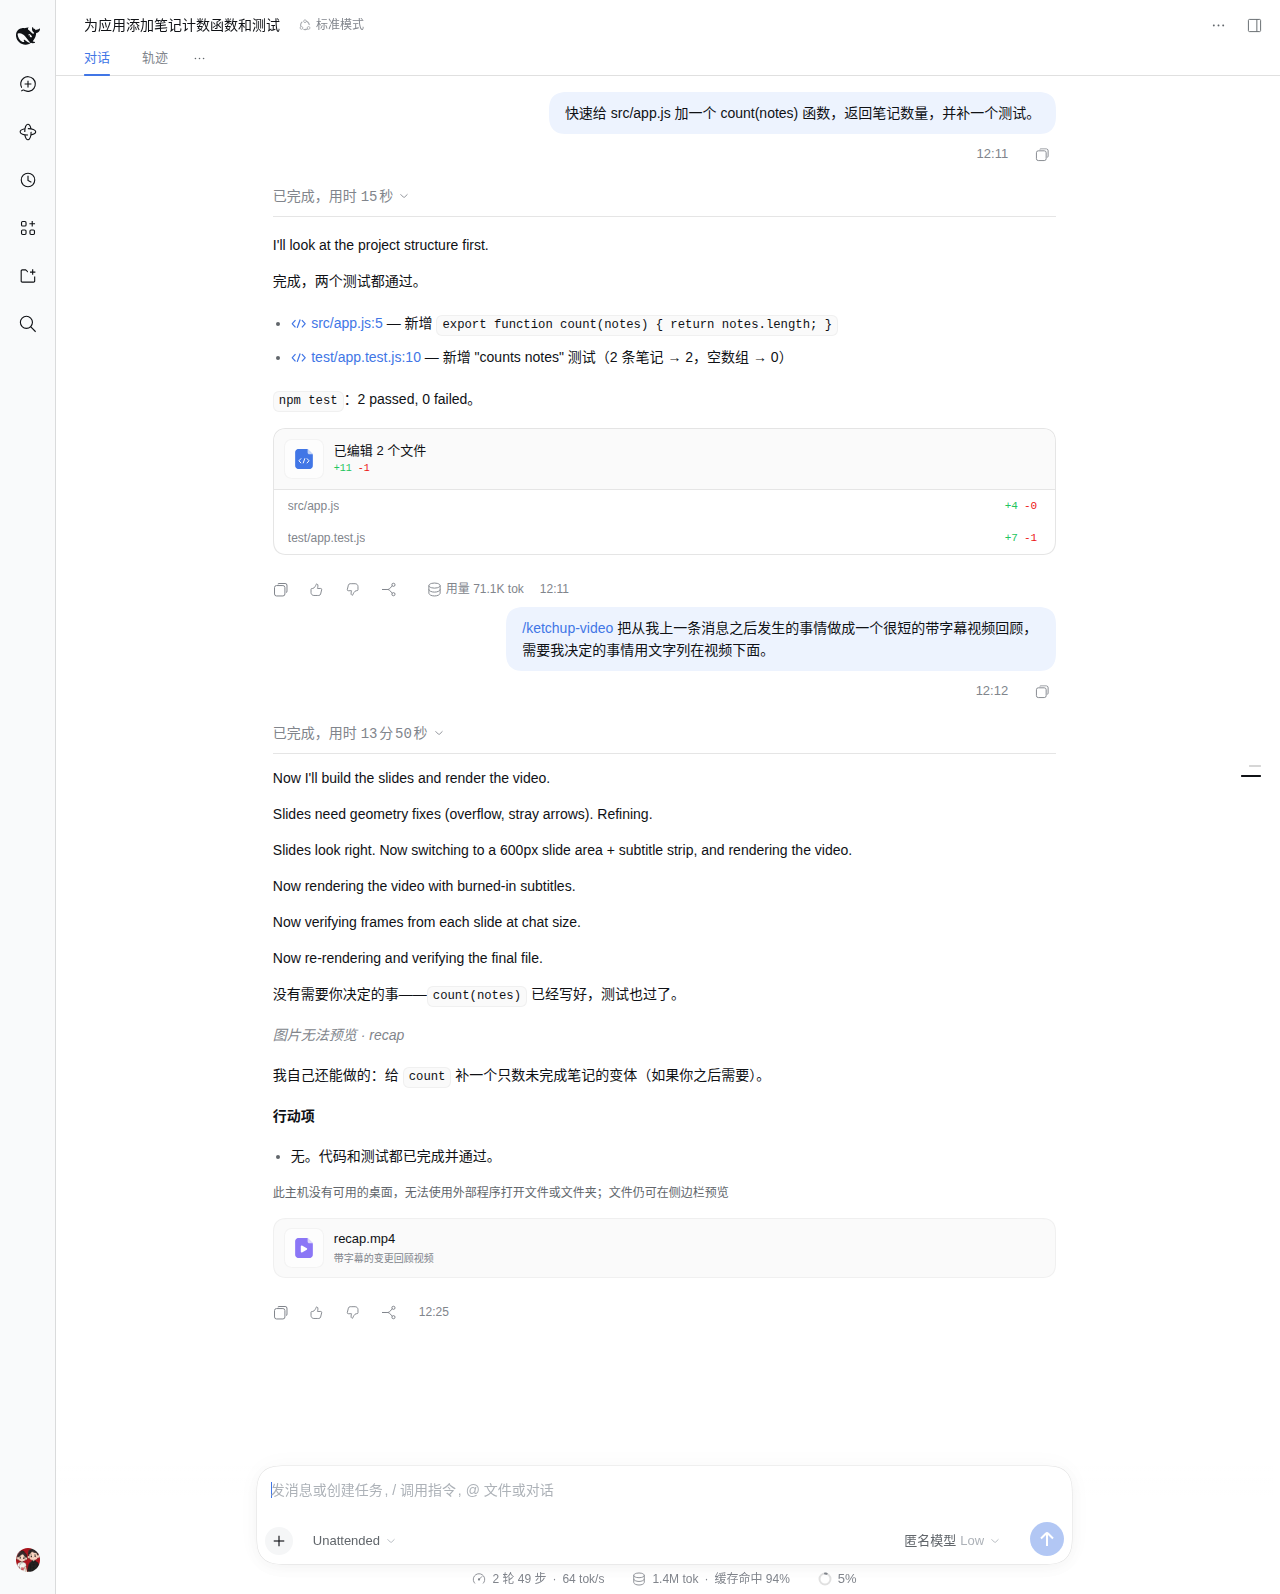 为应用添加笔记计数函数和测试 标准模式
对话 轨迹 ···
快速给 src/app.js 加一个 count(notes) 函数，返回笔记数量，并补一个测试。
12:11
已完成，用时 15秒
I'll look at the project structure first.
完成，两个测试都通过。
• src/app.js:5 — 新增 export function count(notes) { return notes.length; }
• test/app.test.js:10 — 新增 "counts notes" 测试（2 条笔记 → 2，空数组 → 0）
npm test：2 passed, 0 failed。
已编辑 2 个文件
+11 -1
src/app.js +4 -0
test/app.test.js +7 -1
用量 71.1K tok 12:11
/ketchup-video 把从我上一条消息之后发生的事情做成一个很短的带字幕视频回顾，
需要我决定的事情用文字列在视频下面。
12:12
已完成，用时 13分50秒
Now I'll build the slides and render the video.
Slides need geometry fixes (overflow, stray arrows). Refining.
Slides look right. Now switching to a 600px slide area + subtitle strip, and rendering the video.
Now rendering the video with burned-in subtitles.
Now verifying frames from each slide at chat size.
Now re-rendering and verifying the final file.
没有需要你决定的事——count(notes) 已经写好，测试也过了。
图片无法预览 · recap
我自己还能做的：给 count 补一个只数未完成笔记的变体（如果你之后需要）。
行动项
• 无。代码和测试都已完成并通过。
此主机没有可用的桌面，无法使用外部程序打开文件或文件夹；文件仍可在侧边栏预览
recap.mp4
带字幕的变更回顾视频
12:25
发消息或创建任务, / 调用指令, @ 文件或对话
Unattended 匿名模型 Low
2 轮 49 步 · 64 tok/s 1.4M tok · 缓存命中 94% 5%